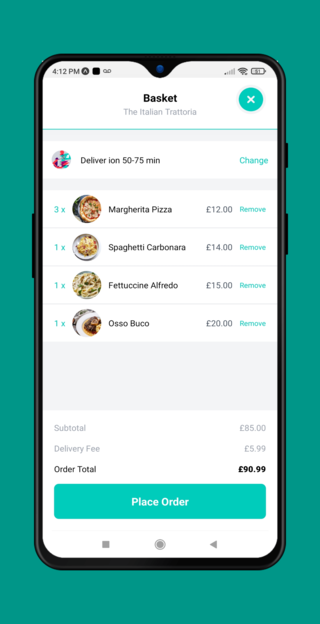 4:12 PM
81
Basket
The Italian Trattoria
Deliver ion 50-75 min Change
3 x Margherita Pizza £12.00 Remove
1 x Spaghetti Carbonara £14.00 Remove
1 x Fettuccine Alfredo £15.00 Remove
1 x Osso Buco £20.00 Remove
Subtotal £85.00
Delivery Fee £5.99
Order Total £90.99
Place Order